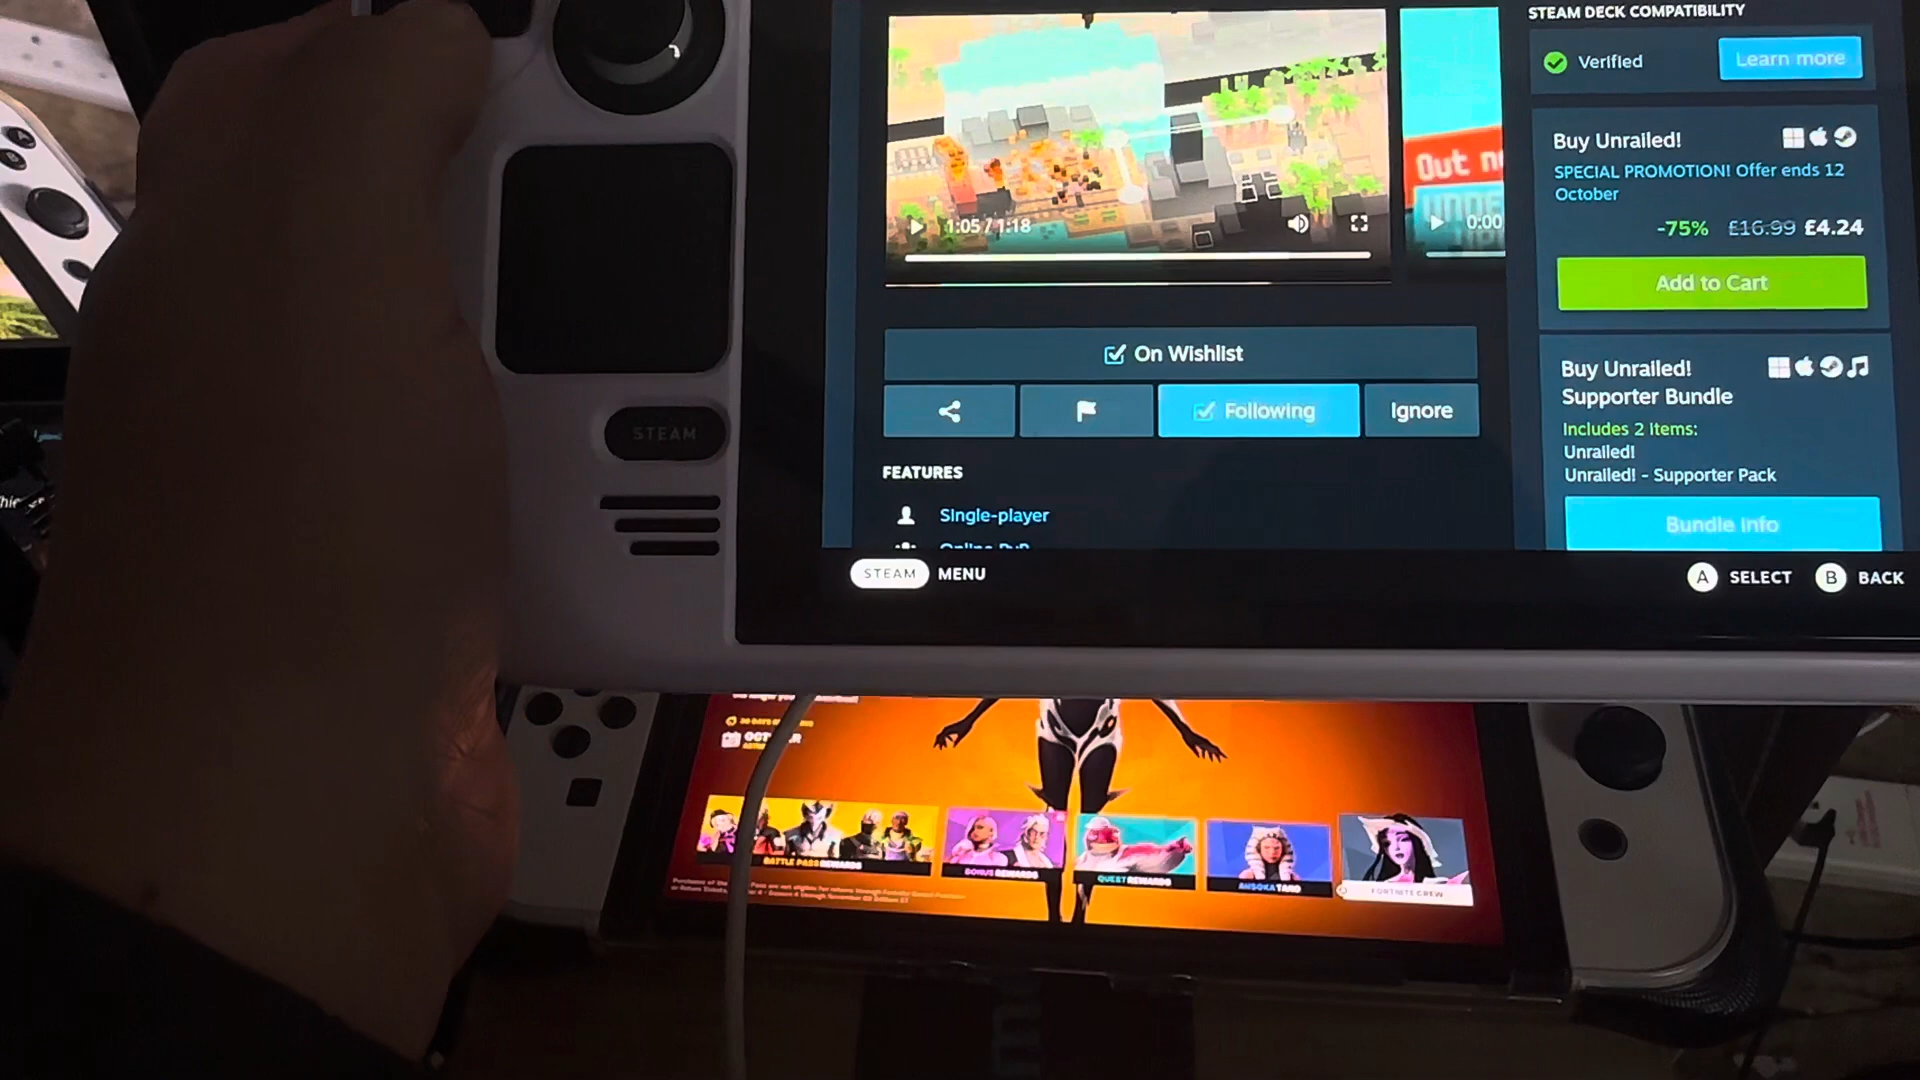 STEAM DECK COMPATIBILITY
Verified
Learn more
Buy Unrailed!
SPECIAL PROMOTION! Offer ends 12
October
-75% £16.99 £4.24
Add to Cart
Buy Unrailed!
Supporter Bundle
Includes 2 items:
Unrailed!
Unrailed! - Supporter Pack
Bundle info
1:05 / 1:18
Out
0:00
On Wishlist
Following
Ignore
FEATURES
Single-player
Online PvP
STEAM
STEAM MENU
A SELECT B BACK
BATTLE PASS REWARDS
BONUS REWARDS
QUEST REWARDS
AHSOKA TANO
FORTNITE CREW
A
B